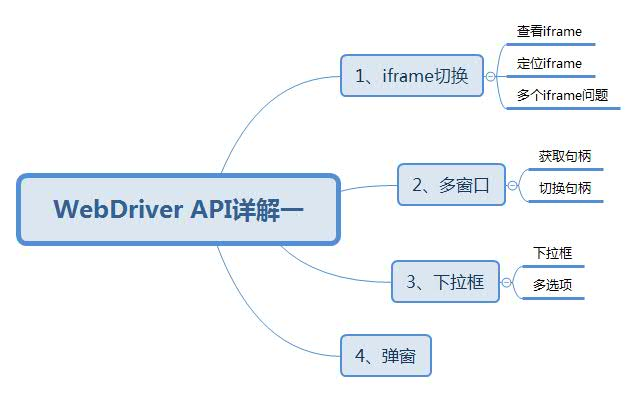 WebDriver API详解一
1、iframe切换
查看iframe
定位iframe
多个iframe问题
2、多窗口
获取句柄
切换句柄
3、下拉框
下拉框
多选项
4、弹窗